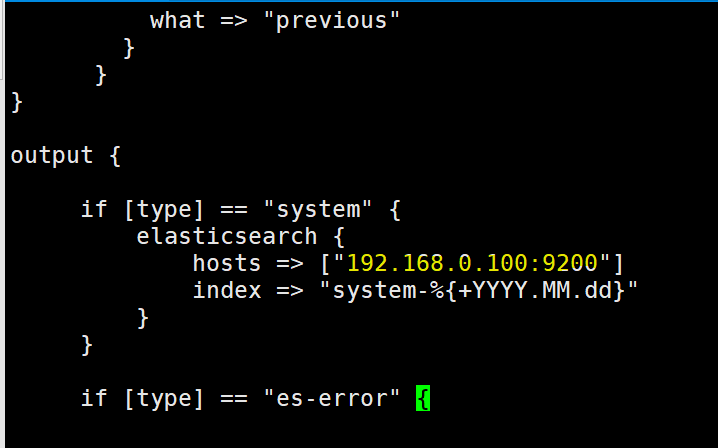 what => "previous"
}
}
}
output {
if [type] == "system" {
elasticsearch {
hosts => ["192.168.0.100:9200"]
index => "system-%{+YYYY.MM.dd}"
}
}
if [type] == "es-error" {